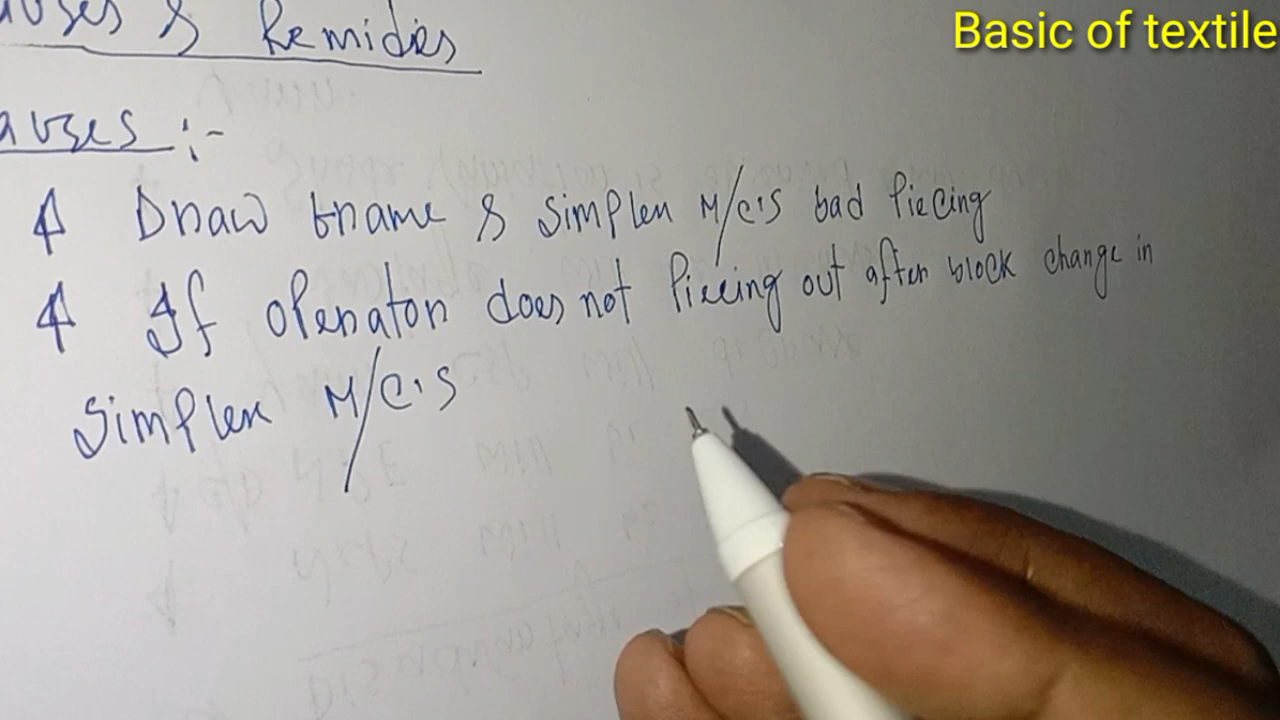 Basic of textile
auses & Remidies
auses :-
Draw frame & Simplex M/C'S bad Piecing
If Operator does not Piecing out after block change in
Simplex M/C'S